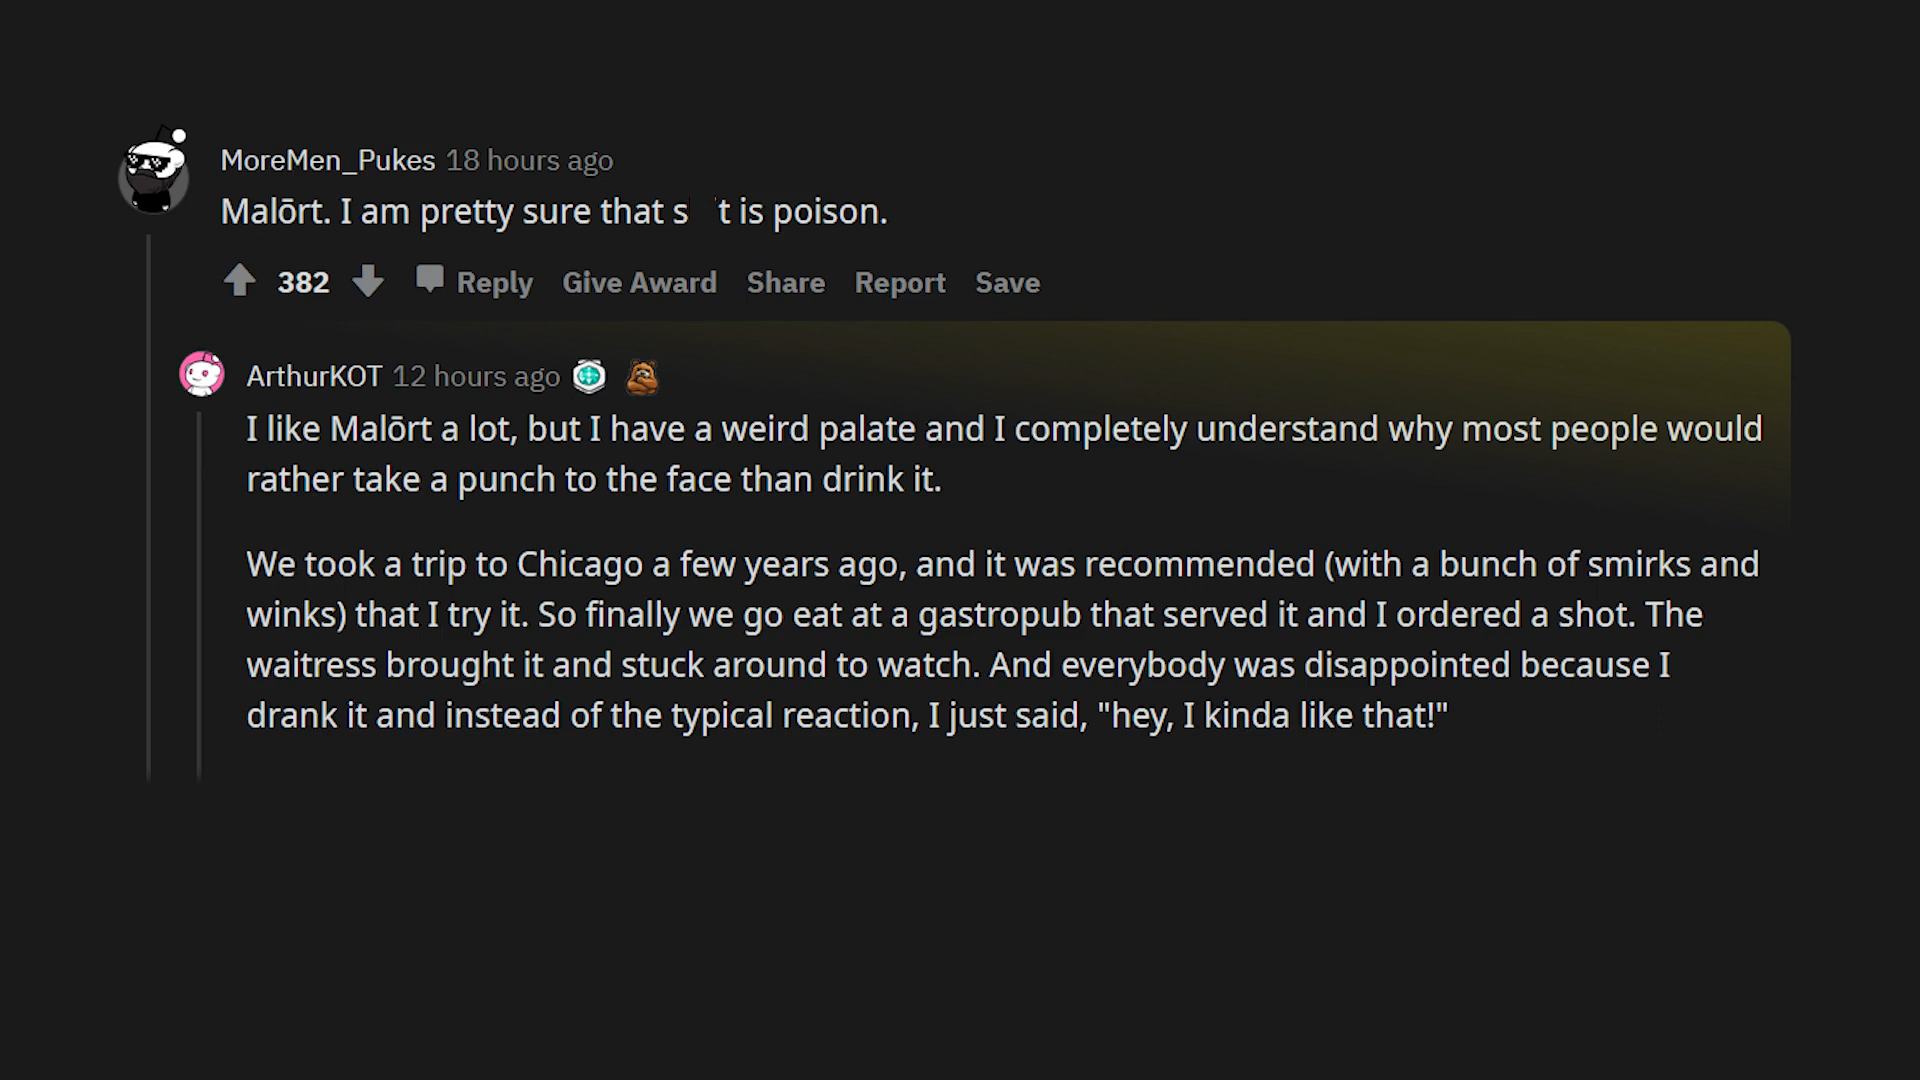 MoreMen_Pukes 18 hours ago
Malōrt. I am pretty sure that s t is poison.
382 Reply Give Award Share Report Save
ArthurKOT 12 hours ago
I like Malōrt a lot, but I have a weird palate and I completely understand why most people would
rather take a punch to the face than drink it.
We took a trip to Chicago a few years ago, and it was recommended (with a bunch of smirks and
winks) that I try it. So finally we go eat at a gastropub that served it and I ordered a shot. The
waitress brought it and stuck around to watch. And everybody was disappointed because I
drank it and instead of the typical reaction, I just said, "hey, I kinda like that!"